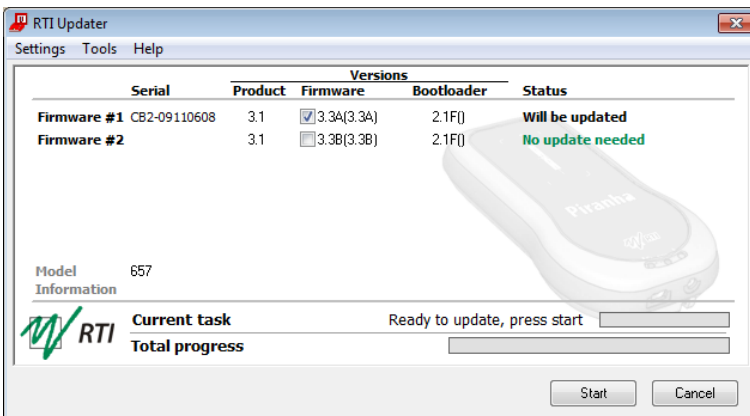 RTI Updater
Settings Tools Help
Versions
Serial Product Firmware Bootloader Status
Firmware #1 CB2-09110608 3.1 3.3A(3.3A) 2.1F() Will be updated
Firmware #2 3.1 3.3B(3.3B) 2.1F() No update needed
Piranha
Model 657
Information
RTI
Current task Ready to update, press start
Total progress
Start Cancel